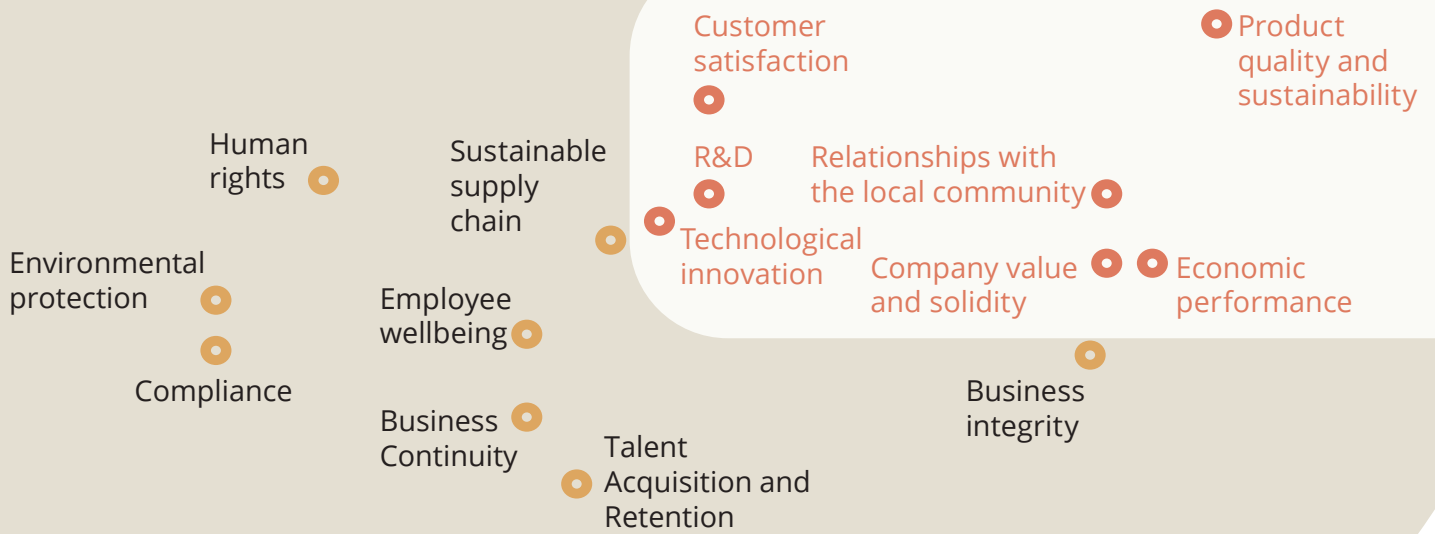 Customer
satisfaction
Product
quality and
sustainability
Human
rights
Sustainable
supply
chain
R&D
Relationships with
the local community
Technological
innovation
Company value
and solidity
Economic
performance
Environmental
protection
Employee
wellbeing
Compliance
Business
integrity
Business
Continuity
Talent
Acquisition and
Retention